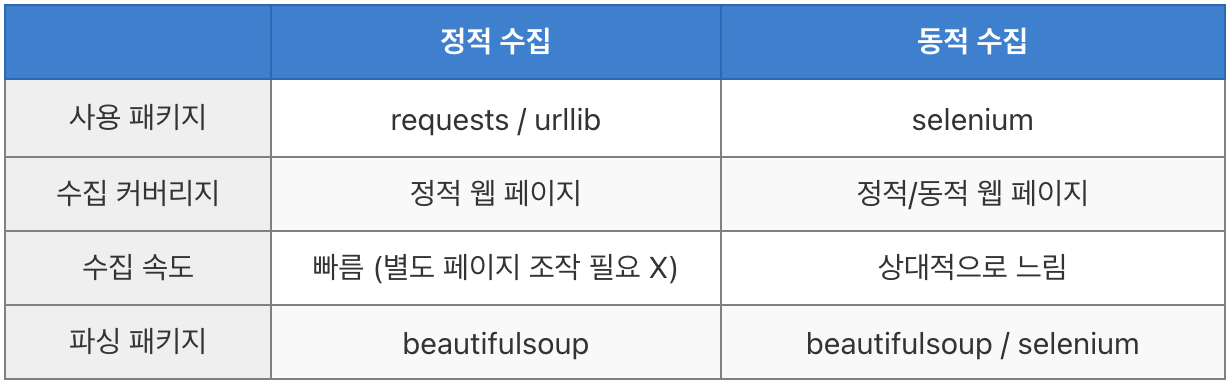 정적 수집 동적 수집
사용 패키지 requests / urllib selenium
수집 커버리지 정적 웹 페이지 정적/동적 웹 페이지
수집 속도 빠름 (별도 페이지 조작 필요 X) 상대적으로 느림
파싱 패키지 beautifulsoup beautifulsoup / selenium